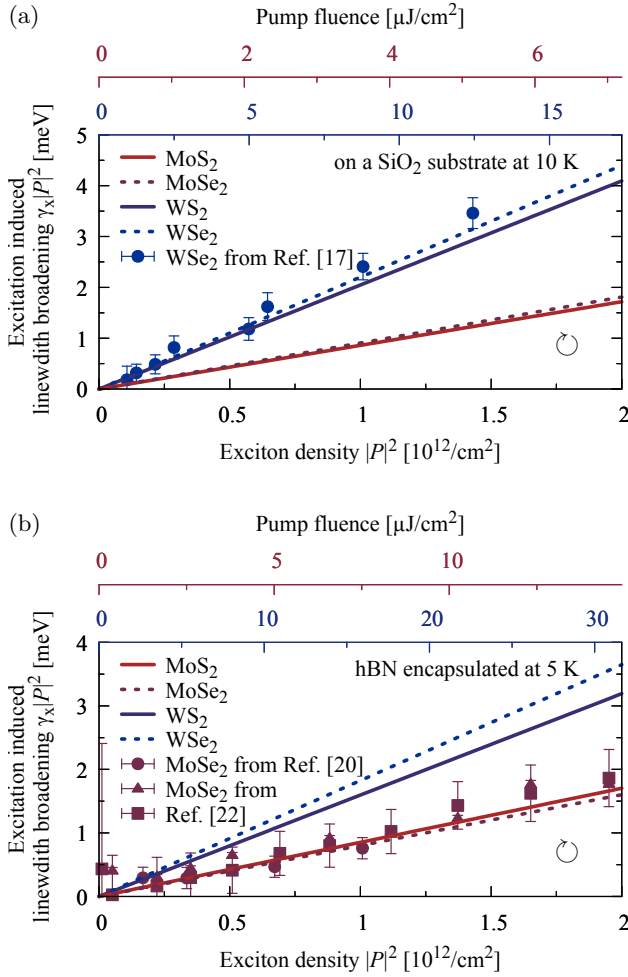 (a)
Pump fluence [µJ/cm²]
0 2 4 6
0 5 10 15
Excitation induced
linewdith broadening γₓ|P|² [meV]
5
4
3
2
1
0
MoS₂
MoSe₂
WS₂
WSe₂
WSe₂ from Ref. [17]
on a SiO₂ substrate at 10 K
0 0.5 1 1.5 2
Exciton density |P|² [10¹²/cm²]
(b)
Pump fluence [µJ/cm²]
0 5 10
0 10 20 30
Excitation induced
linewdith broadening γₓ|P|² [meV]
4
3
2
1
0
MoS₂
MoSe₂
WS₂
WSe₂
MoSe₂ from Ref. [20]
MoSe₂ from
Ref. [22]
hBN encapsulated at 5 K
0 0.5 1 1.5 2
Exciton density |P|² [10¹²/cm²]